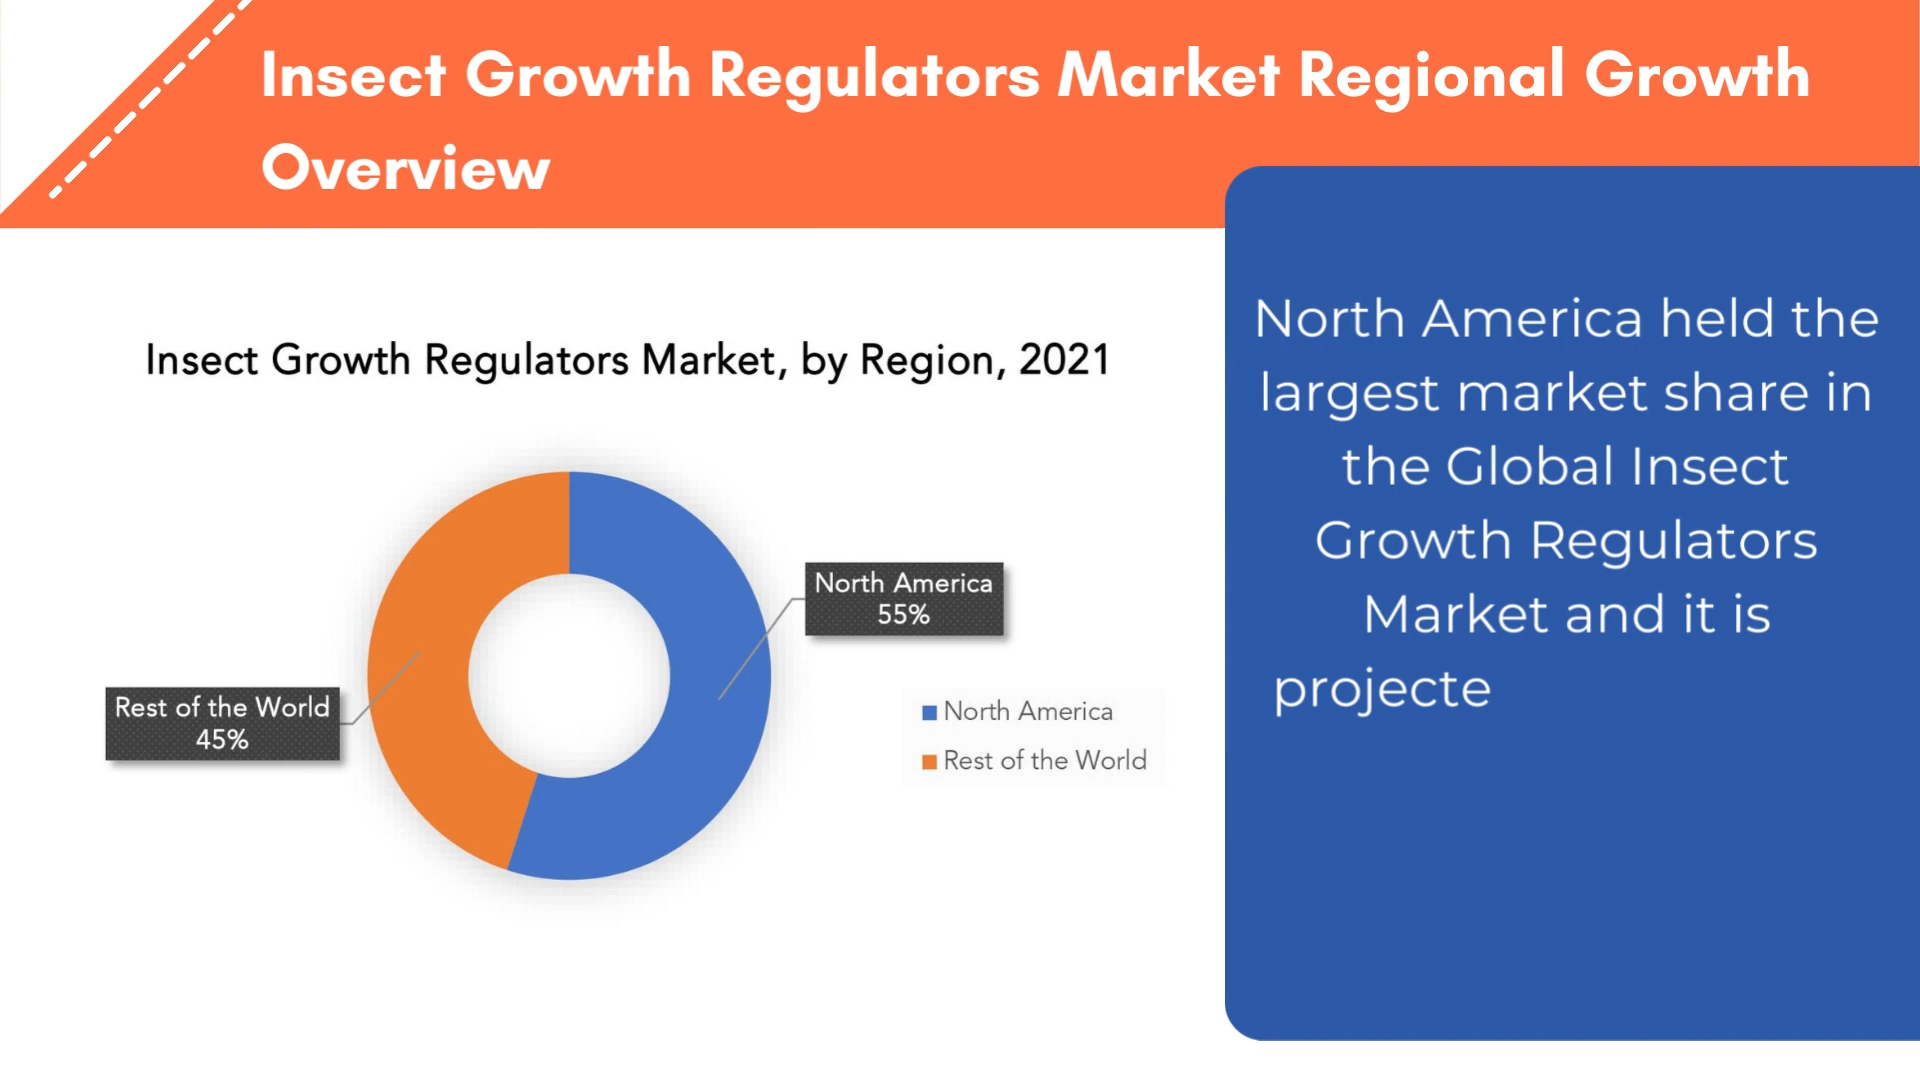 Insect Growth Regulators Market Regional Growth
Overview
Insect Growth Regulators Market, by Region, 2021
North America
55%
Rest of the World
45%
North America
Rest of the World
North America held the
largest market share in
the Global Insect
Growth Regulators
Market and it is
projecte